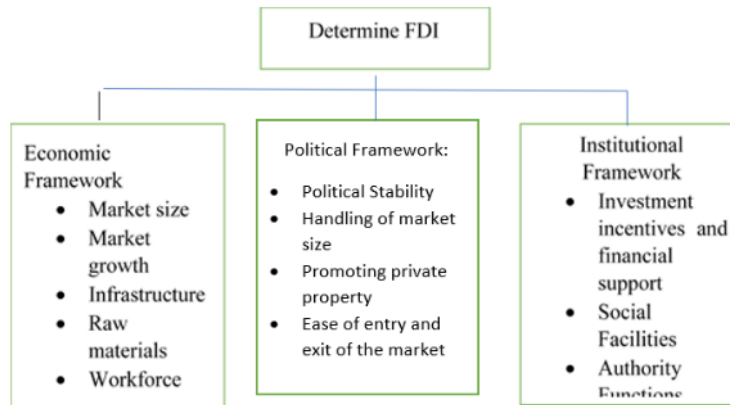 Determine FDI
Economic
Framework
• Market size
• Market
growth
• Infrastructure
• Raw
materials
• Workforce
Political Framework:
• Political Stability
• Handling of market
size
• Promoting private
property
• Ease of entry and
exit of the market
Institutional
Framework
• Investment
incentives and
financial
support
• Social
Facilities
• Authority
Functions